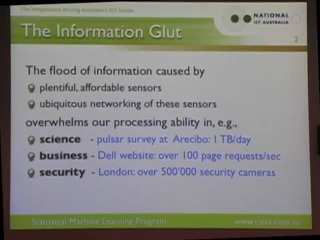 The imagination driving Australia's ICT future
NATIONAL
ICT AUSTRALIA
The Information Glut
2
The flood of information caused by
plentiful, affordable sensors
ubiquitous networking of these sensors
overwhelms our processing ability in, e.g.,
science - pulsar survey at Arecibo: 1 TB/day
business - Dell website: over 100 page requests/sec
security - London: over 500'000 security cameras
Statistical Machine Learning Program
www.nicta.com.au